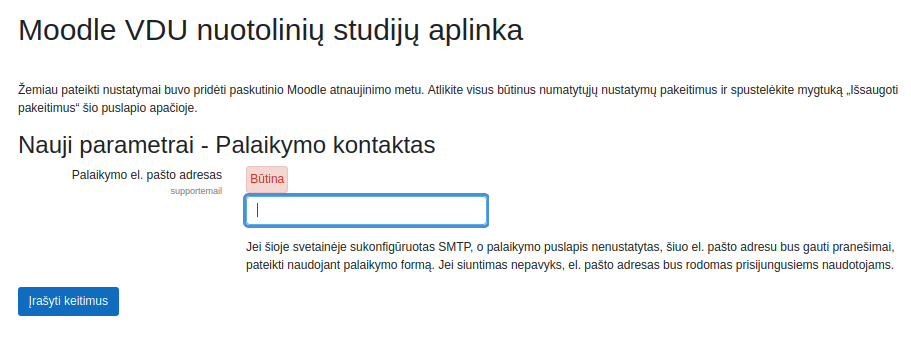 Moodle VDU nuotolinių studijų aplinka
Žemiau pateikti nustatymai buvo pridėti paskutinio Moodle atnaujinimo metu. Atlikite visus būtinus numatytųjų nustatymų pakeitimus ir spustelėkite mygtuką „Išsaugoti
pakeitimus“ šio puslapio apačioje.
Nauji parametrai - Palaikymo kontaktas
Palaikymo el. pašto adresas
supportemail
Būtina
Jei šioje svetainėje sukonfigūruotas SMTP, o palaikymo puslapis nenustatytas, šiuo el. pašto adresu bus gauti pranešimai,
pateikti naudojant palaikymo formą. Jei siuntimas nepavyks, el. pašto adresas bus rodomas prisijungusiems naudotojams.
Įrašyti keitimus